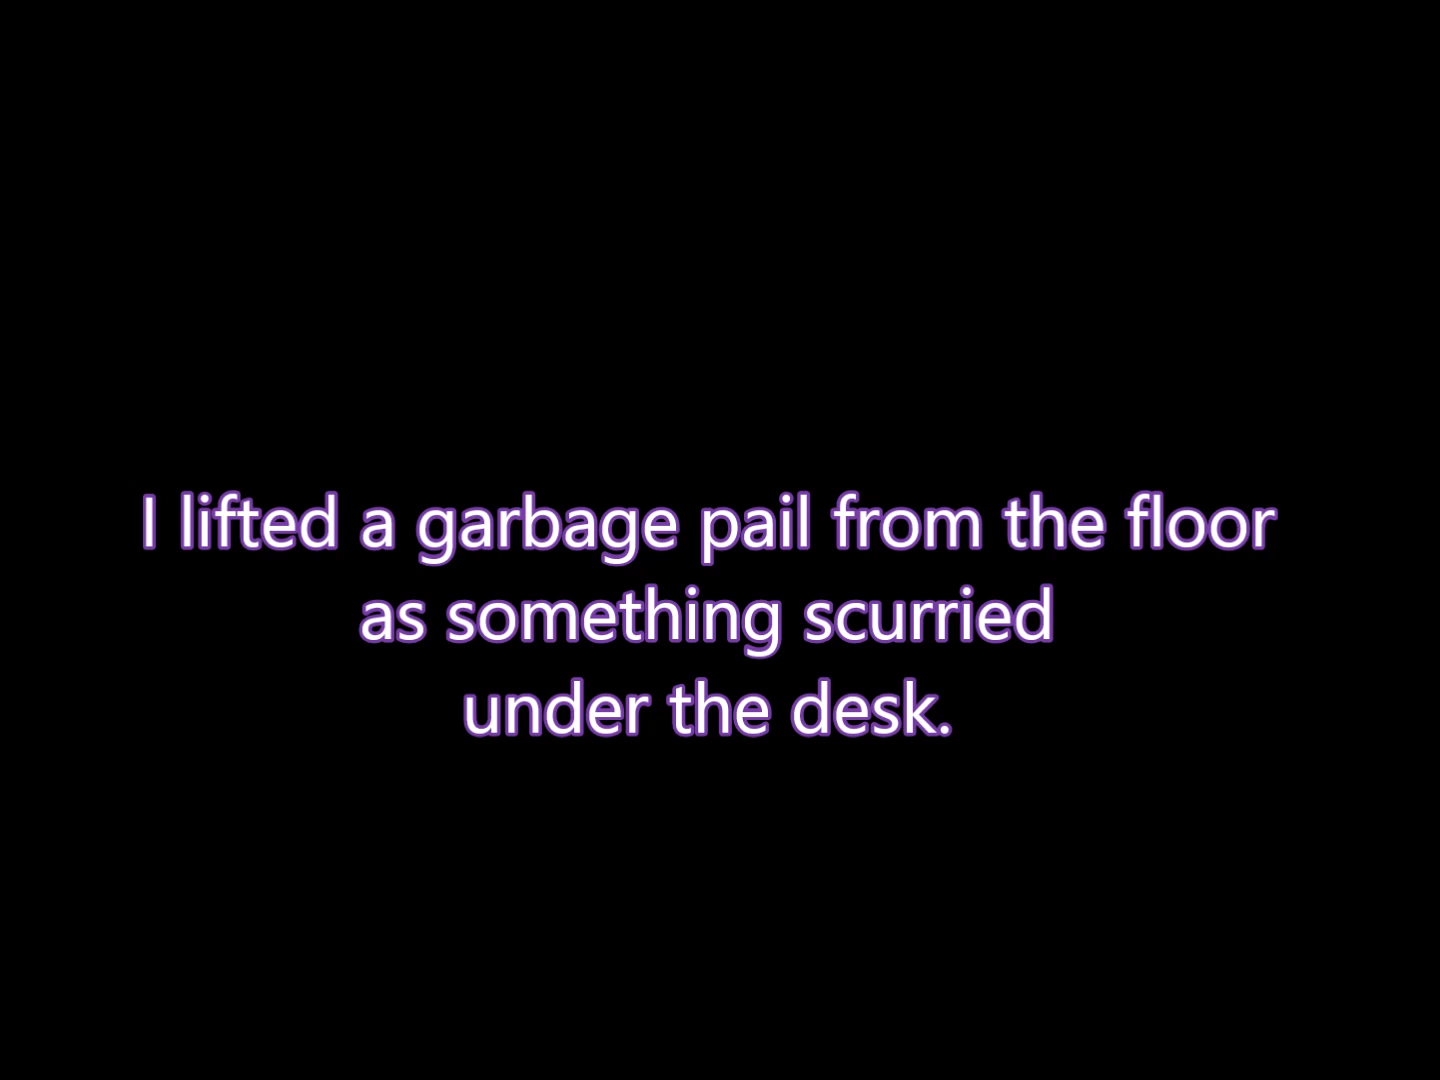 I lifted a garbage pail from the floor
as something scurried
under the desk.